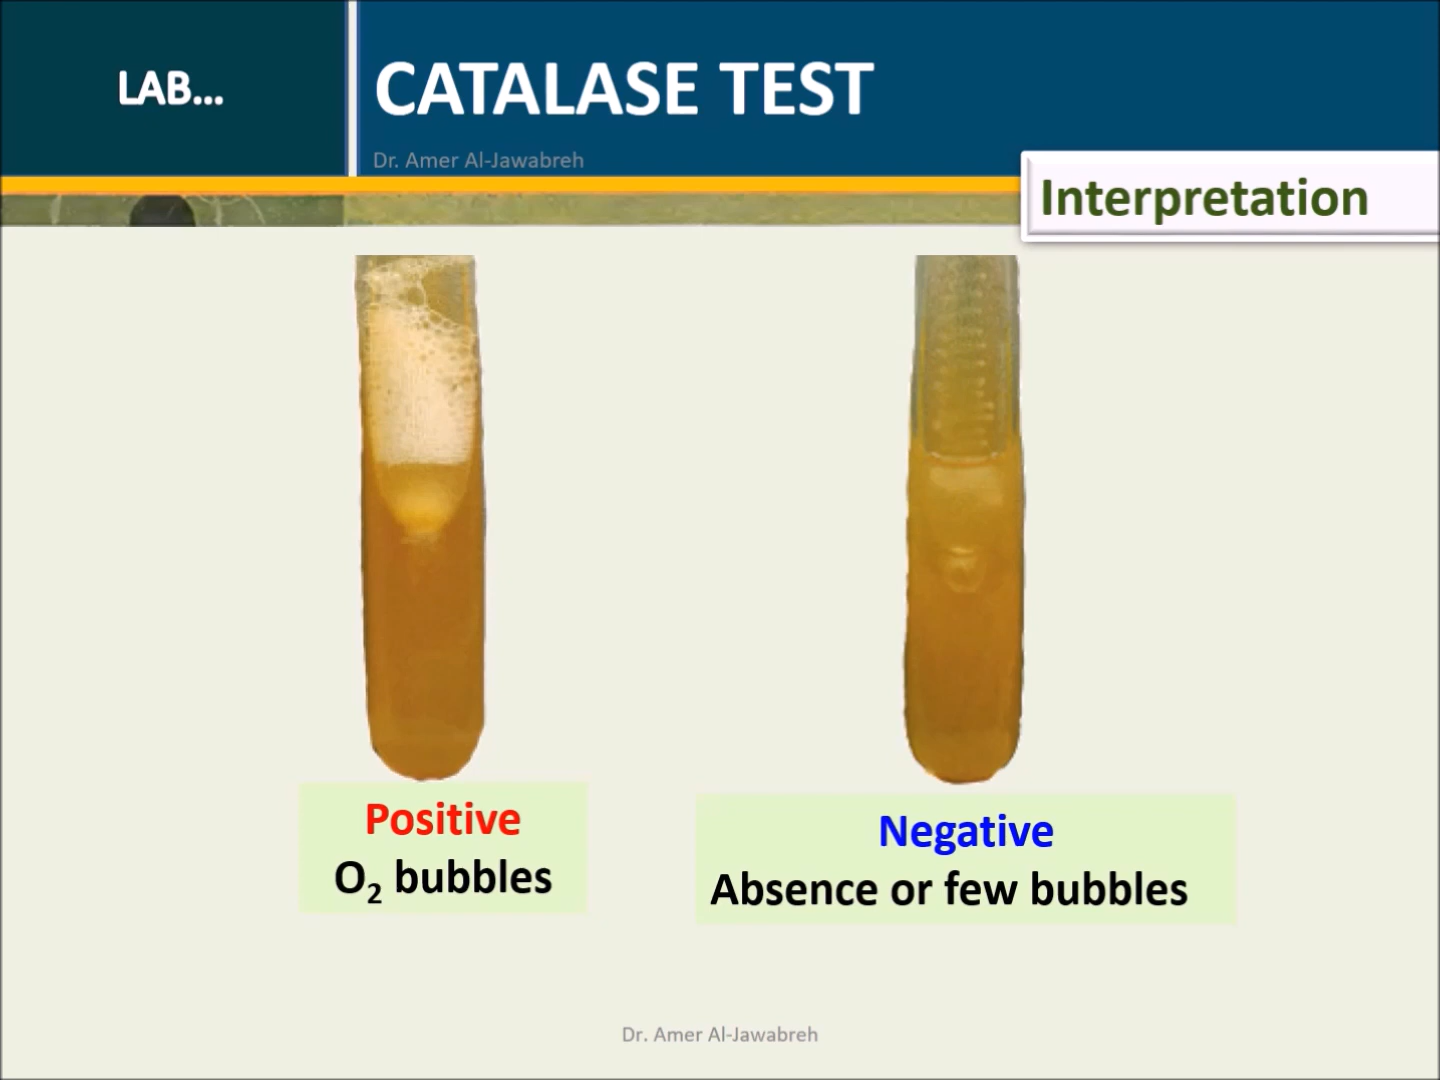 LAB...
CATALASE TEST
Dr. Amer Al-Jawabreh
Interpretation
Positive
O₂ bubbles
Negative
Absence or few bubbles
Dr. Amer Al-Jawabreh